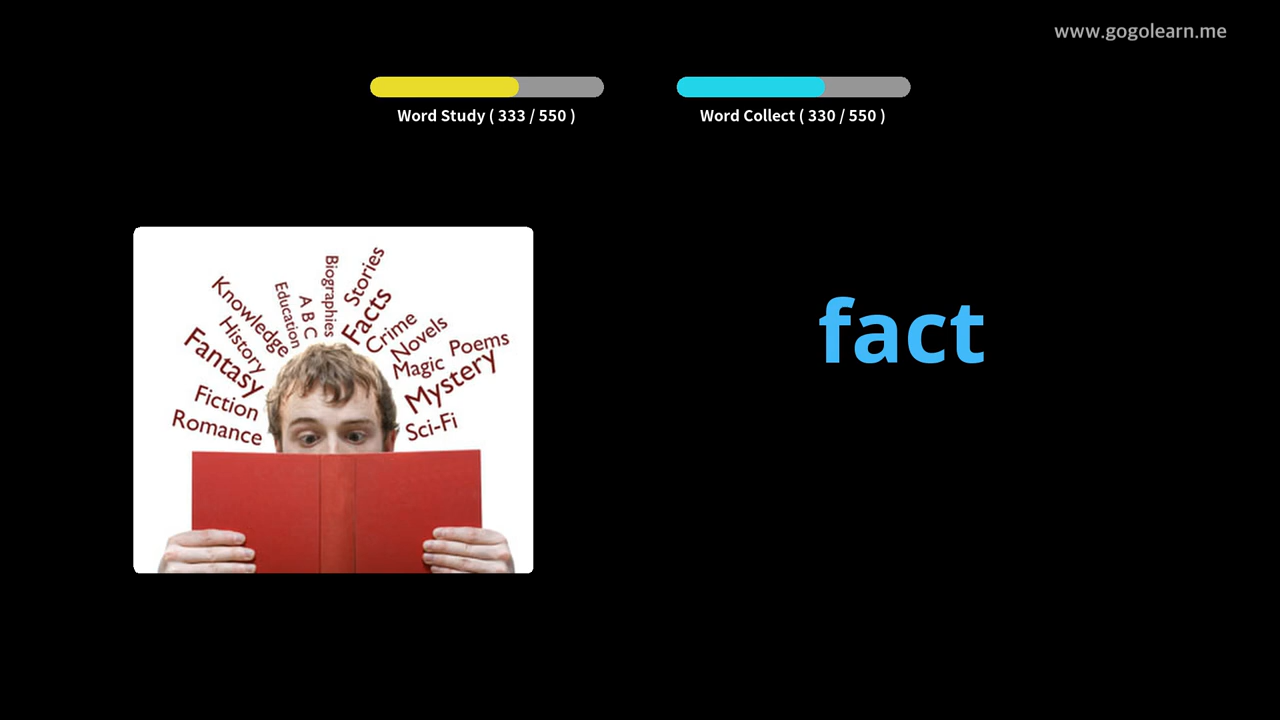 www.gogolearn.me
Word Study ( 333 / 550 )
Word Collect ( 330 / 550 )
Romance
Fiction
Fantasy
History
Knowledge
Education
A B C
Biographies
Stories
Facts
Crime
Novels
Magic
Poems
Mystery
Sci-Fi
fact